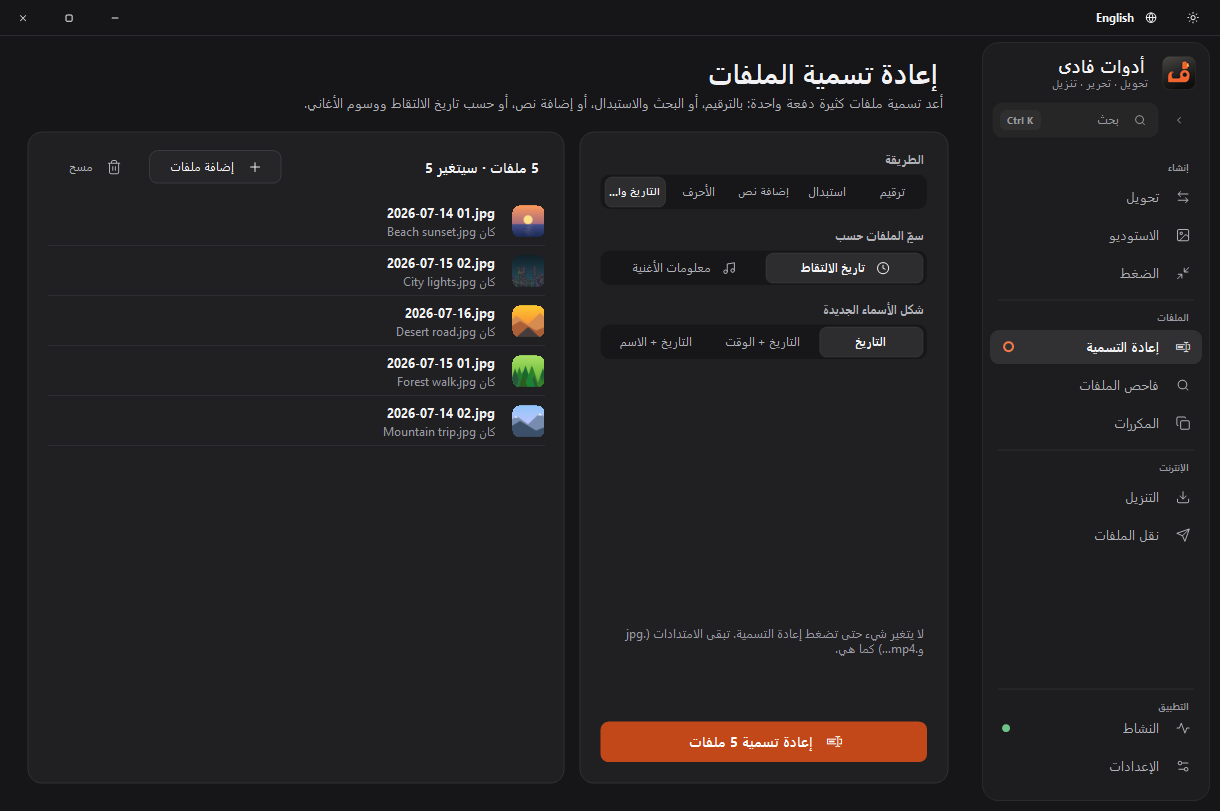 English
أدوات فادي
تحويل · تحرير · تنزيل
بحث
Ctrl K
إنشاء
تحويل
الاستوديو
الضغط
الملفات
إعادة التسمية
فاحص الملفات
المكررات
الإنترنت
التنزيل
نقل الملفات
التطبيق
النشاط
الإعدادات
إعادة تسمية الملفات
أعد تسمية ملفات كثيرة دفعة واحدة: بالترقيم، أو البحث والاستبدال، أو إضافة نص، أو حسب تاريخ الالتقاط ووسوم الأغاني.
الطريقة
ترقيم
استبدال
إضافة نص
الأحرف
التاريخ وا...
سمّ الملفات حسب
تاريخ الالتقاط
معلومات الأغنية
شكل الأسماء الجديدة
التاريخ
التاريخ + الوقت
التاريخ + الاسم
لا يتغير شيء حتى تضغط إعادة التسمية. تبقى الامتدادات (.jpg
و.mp4...) كما هي.
إعادة تسمية 5 ملفات
5 ملفات · سيتغير 5
إضافة ملفات
مسح
2026-07-14 01.jpg
كان Beach sunset.jpg
2026-07-15 02.jpg
كان City lights.jpg
2026-07-16.jpg
كان Desert road.jpg
2026-07-15 01.jpg
كان Forest walk.jpg
2026-07-14 02.jpg
كان Mountain trip.jpg